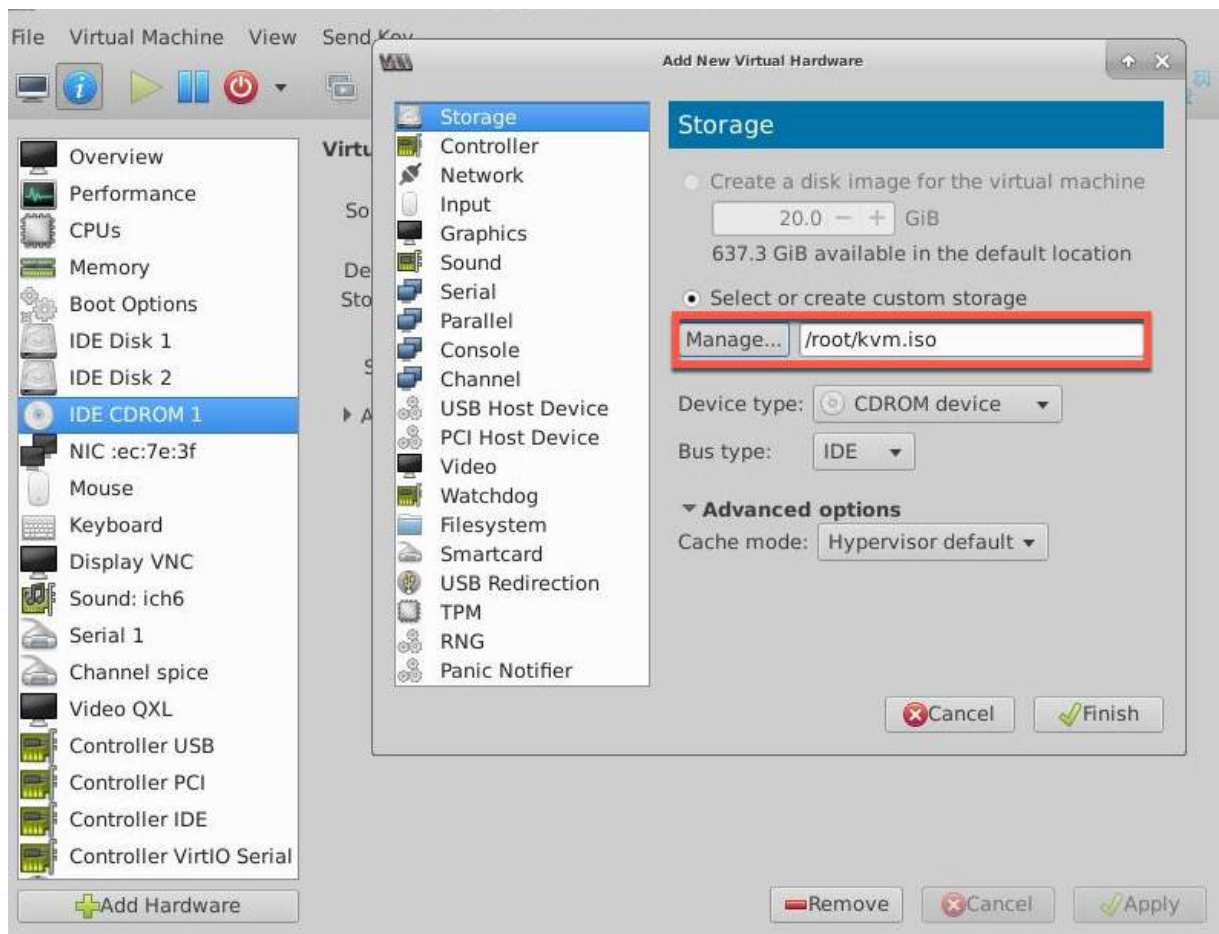 File Virtual Machine View Send Key
Add New Virtual Hardware
Overview
Performance
CPUs
Memory
Boot Options
IDE Disk 1
IDE Disk 2
IDE CDROM 1
NIC :ec:7e:3f
Mouse
Keyboard
Display VNC
Sound: ich6
Serial 1
Channel spice
Video QXL
Controller USB
Controller PCI
Controller IDE
Controller VirtIO Serial
Add Hardware
Virtu
So
De
Sto
S
A
Storage
Controller
Network
Input
Graphics
Sound
Serial
Parallel
Console
Channel
USB Host Device
PCI Host Device
Video
Watchdog
Filesystem
Smartcard
USB Redirection
TPM
RNG
Panic Notifier
Storage
Create a disk image for the virtual machine
20.0 − + GiB
637.3 GiB available in the default location
Select or create custom storage
Manage... /root/kvm.iso
Device type: CDROM device
Bus type: IDE
Advanced options
Cache mode: Hypervisor default
Cancel Finish
Remove Cancel Apply